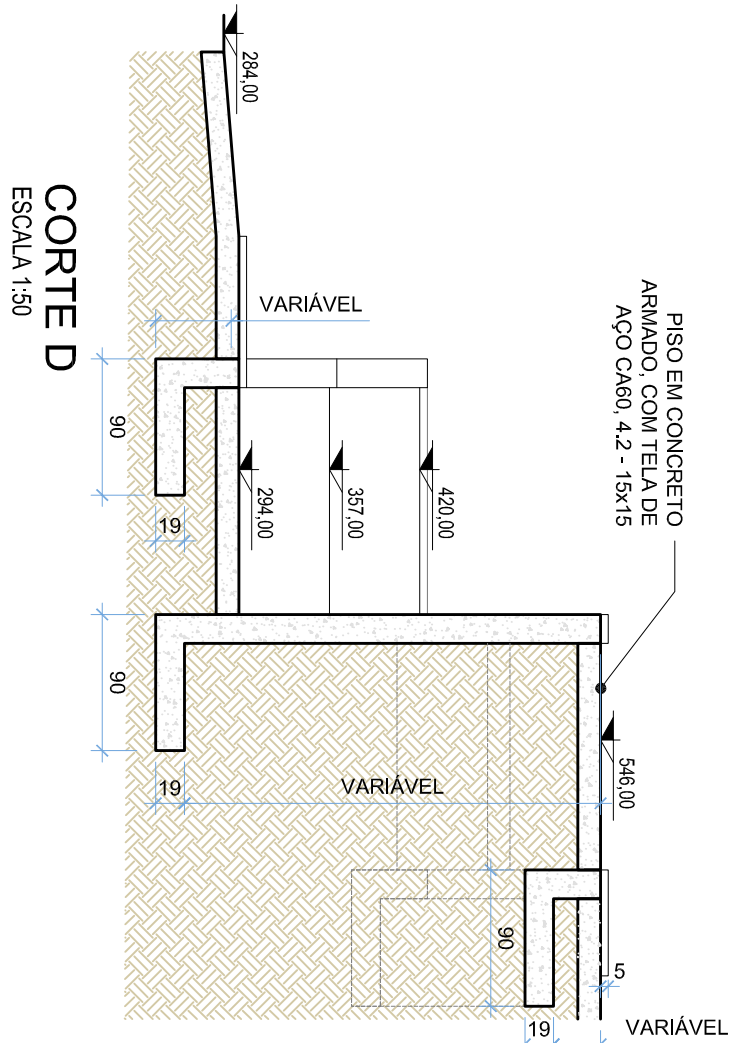 284,00
VARIÁVEL
90
19
294,00
357,00
420,00
PISO EM CONCRETO
ARMADO, COM TELA DE
AÇO CA60, 4.2 - 15x15
90
19
VARIÁVEL
546,00
90
19
5
VARIÁVEL
CORTE D
ESCALA 1:50